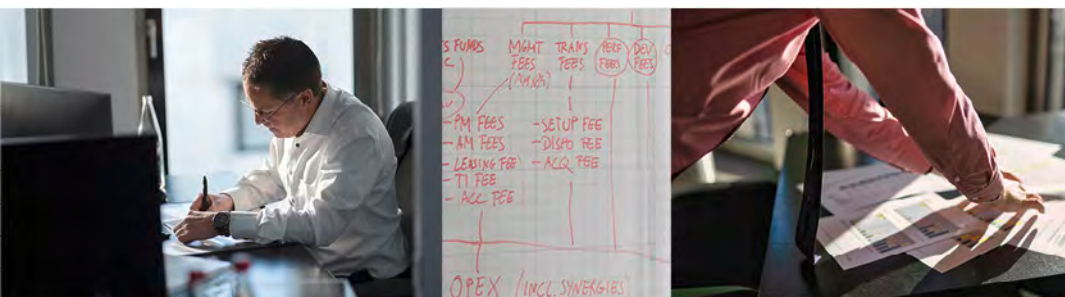 S FUNDS MGMT TRANS PERF DEV
FEES FEES FEES FEES
- PM FEES - SETUP FEE
- AM FEES - DISPO FEE
- LEASING FEE - ACQ FEE
- TI FEE
- ACC FEE
OPEX (INCL. SYNERGIES)